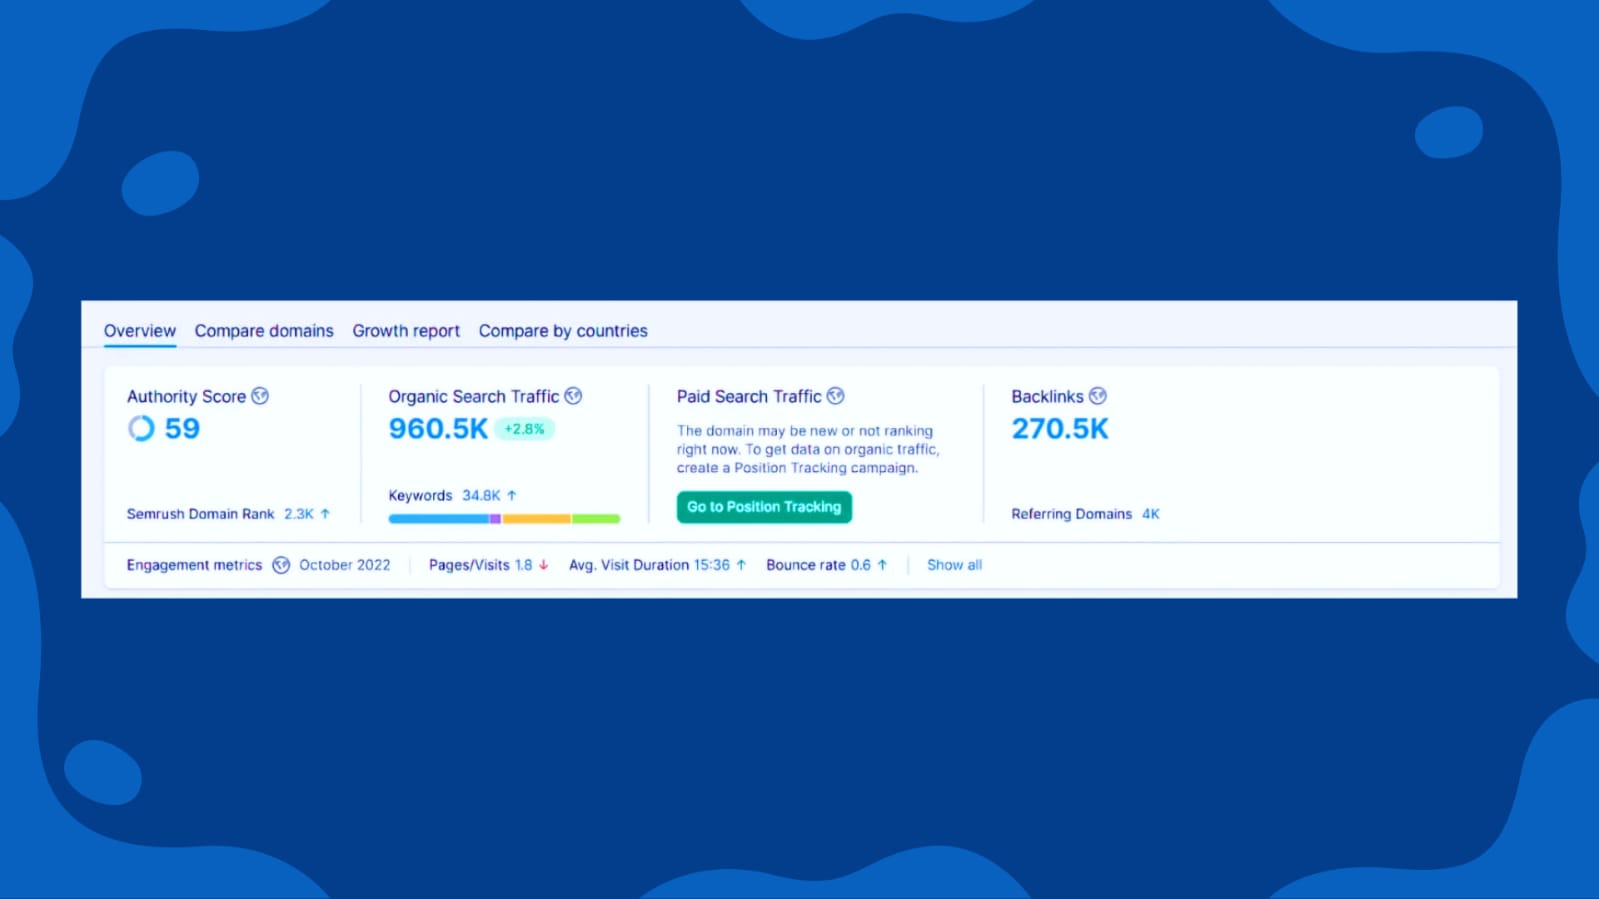 Overview Compare domains Growth report Compare by countries
Authority Score
59
Semrush Domain Rank 2.3K ↑
Organic Search Traffic
960.5K +2.8%
Keywords 34.8K ↑
Paid Search Traffic
The domain may be new or not ranking
right now. To get data on organic traffic,
create a Position Tracking campaign.
Go to Position Tracking
Backlinks
270.5K
Referring Domains 4K
Engagement metrics October 2022 Pages/Visits 1.8 ↓ Avg. Visit Duration 15:36 ↑ Bounce rate 0.6 ↑ Show all